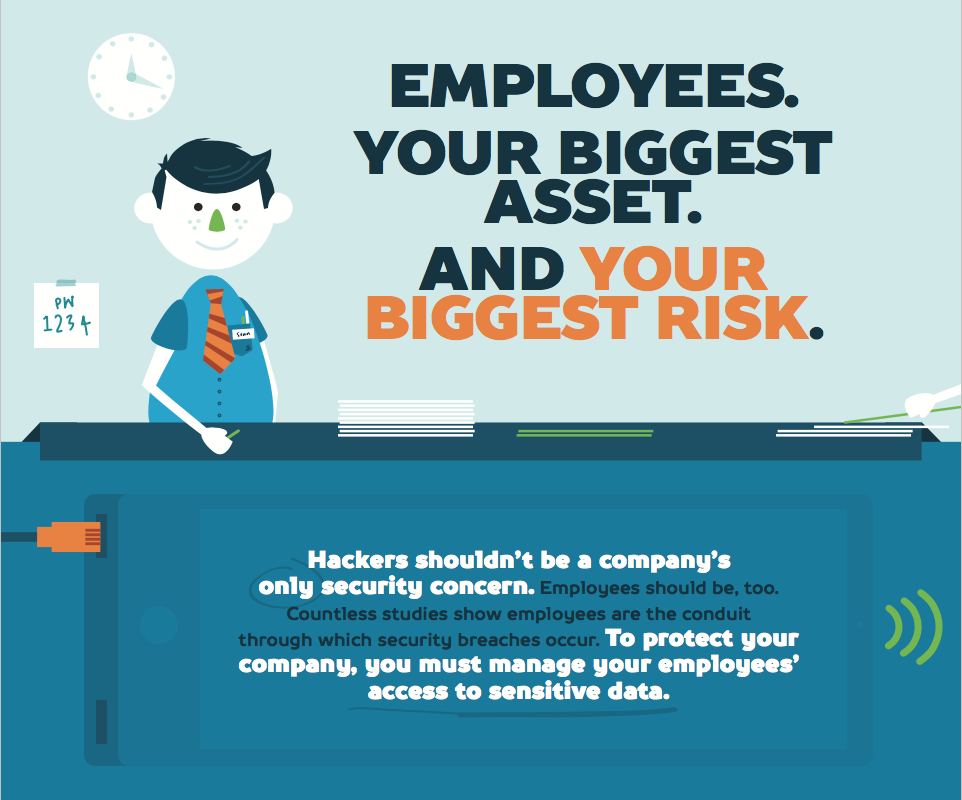 EMPLOYEES.
YOUR BIGGEST
ASSET.
AND YOUR
BIGGEST RISK.
PW
1234
Stan
Hackers shouldn't be a company's
only security concern. Employees should be, too.
Countless studies show employees are the conduit
through which security breaches occur. To protect your
company, you must manage your employees'
access to sensitive data.